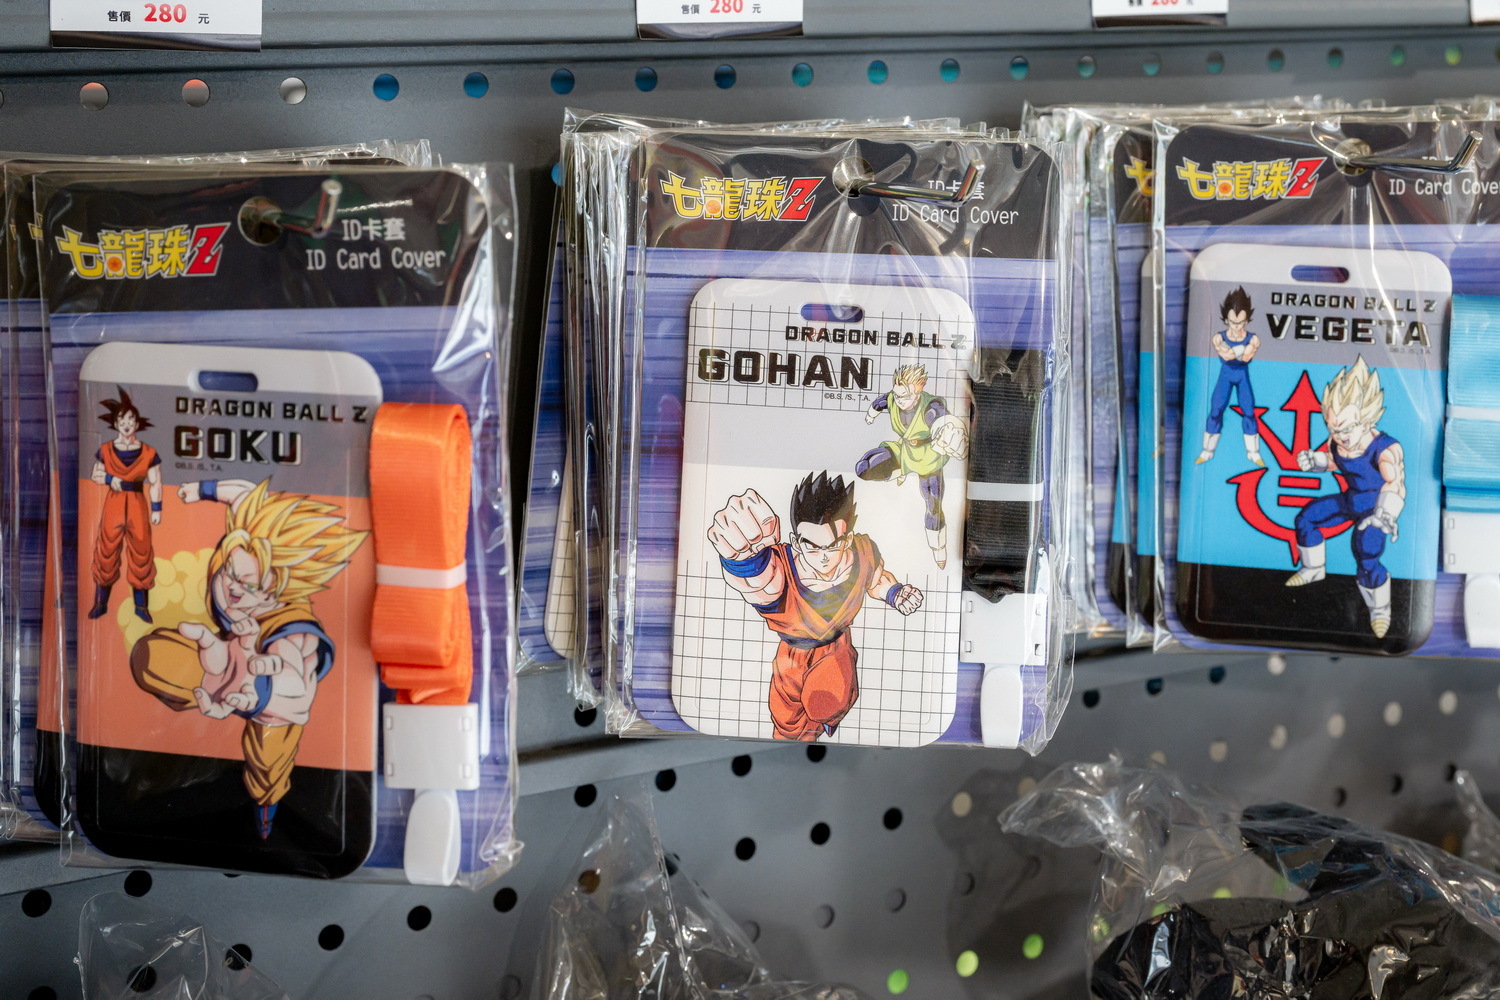 售價 280 元
售價 280 元
280
七龍珠Z
ID卡套
ID Card Cover
DRAGON BALL Z
GOKU
©B.S./S., T.A.
七龍珠Z
ID卡套
ID Card Cover
DRAGON BALL Z
GOHAN
©B.S./S., T.A.
七龍珠Z
ID Card Cover
DRAGON BALL Z
VEGETA